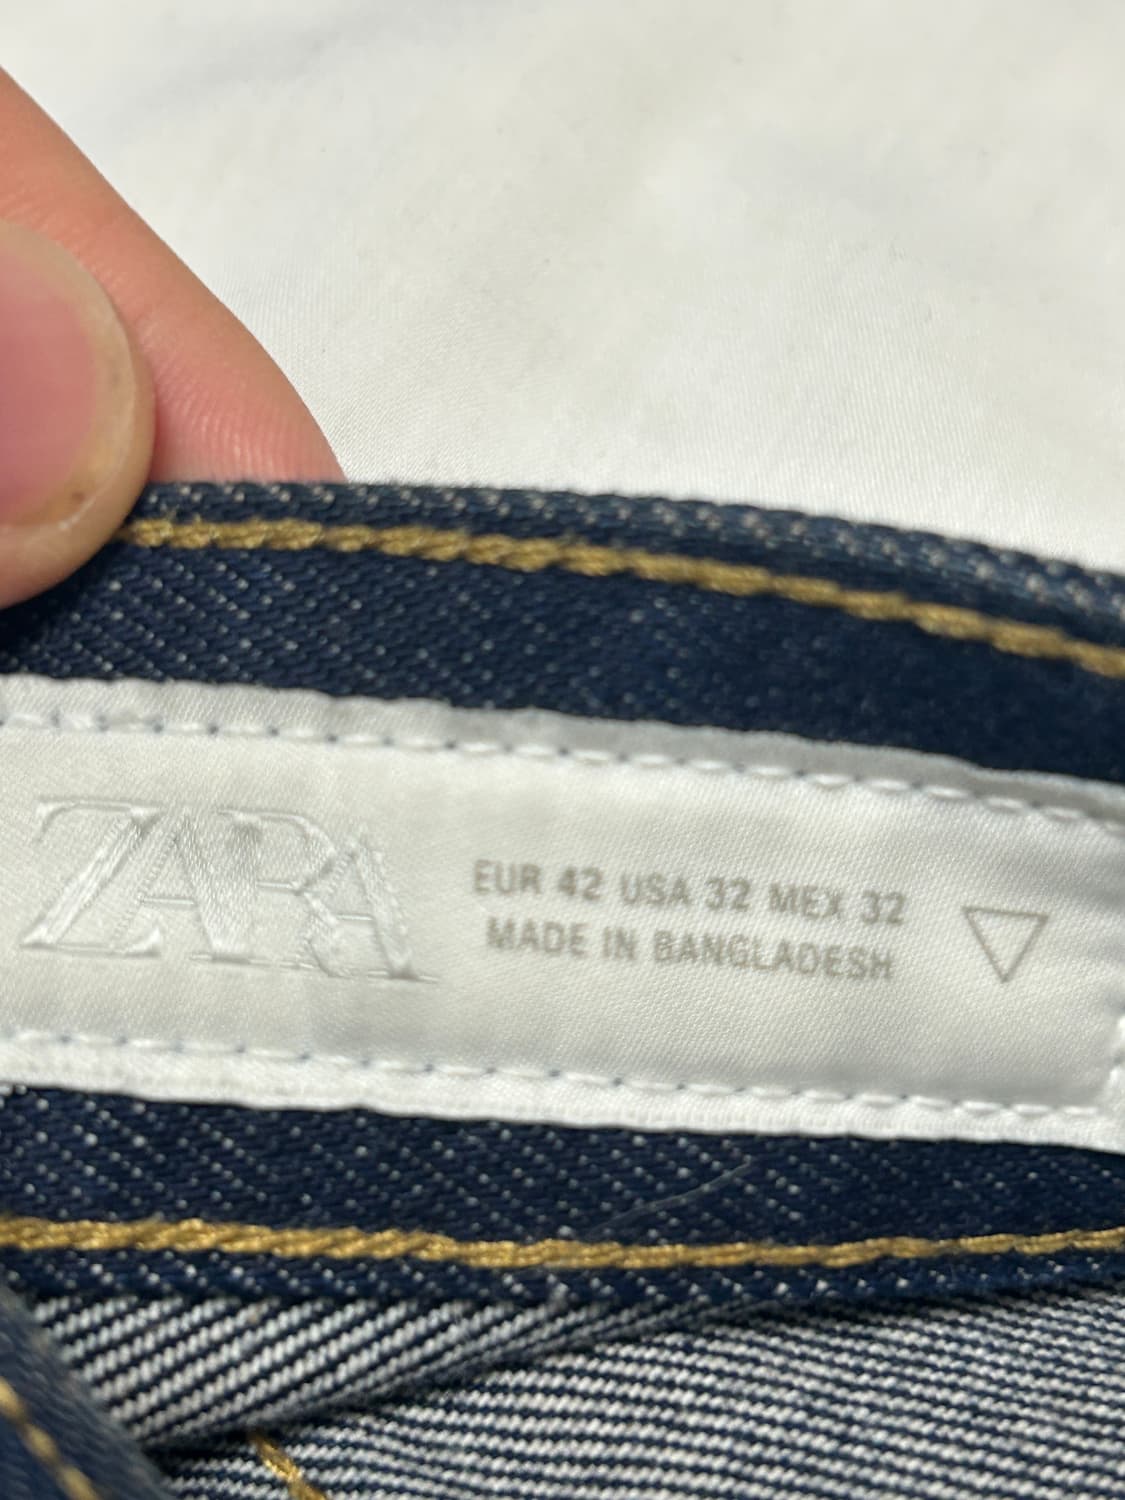 ZARA
EUR 42 USA 32 MEX 32
MADE IN BANGLADESH